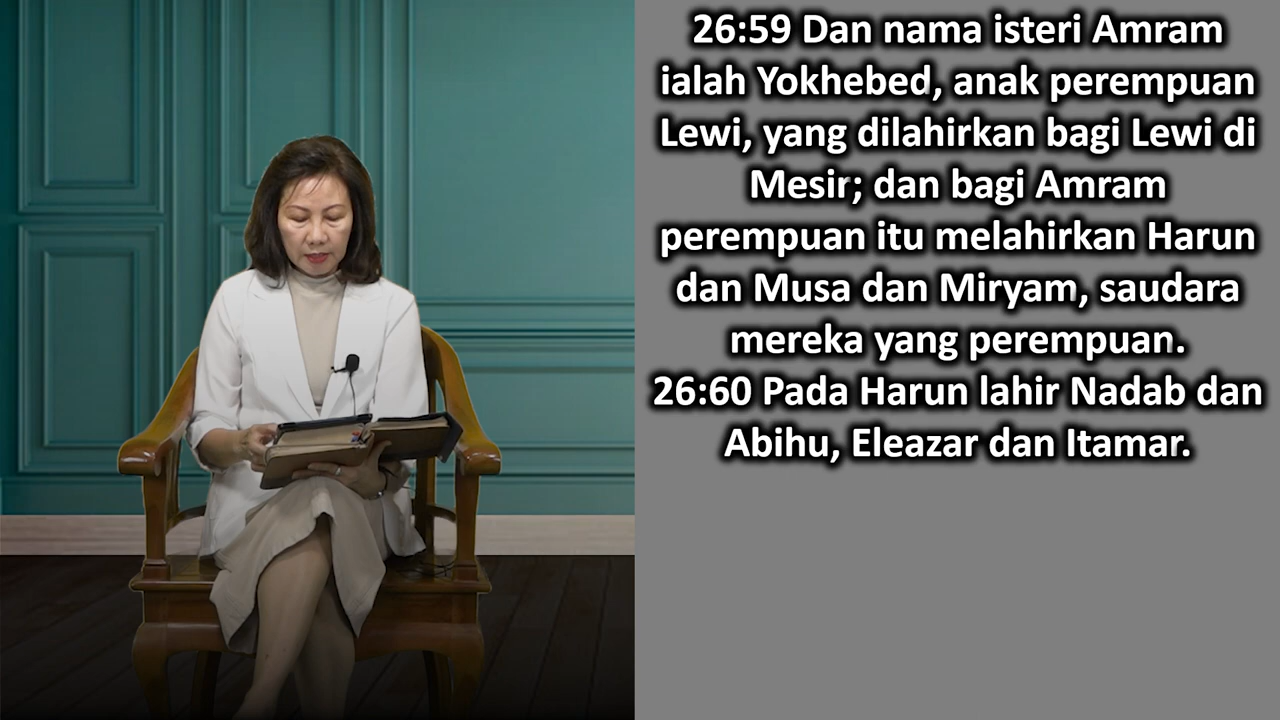 26:59 Dan nama isteri Amram
ialah Yokhebed, anak perempuan
Lewi, yang dilahirkan bagi Lewi di
Mesir; dan bagi Amram
perempuan itu melahirkan Harun
dan Musa dan Miryam, saudara
mereka yang perempuan.
26:60 Pada Harun lahir Nadab dan
Abihu, Eleazar dan Itamar.